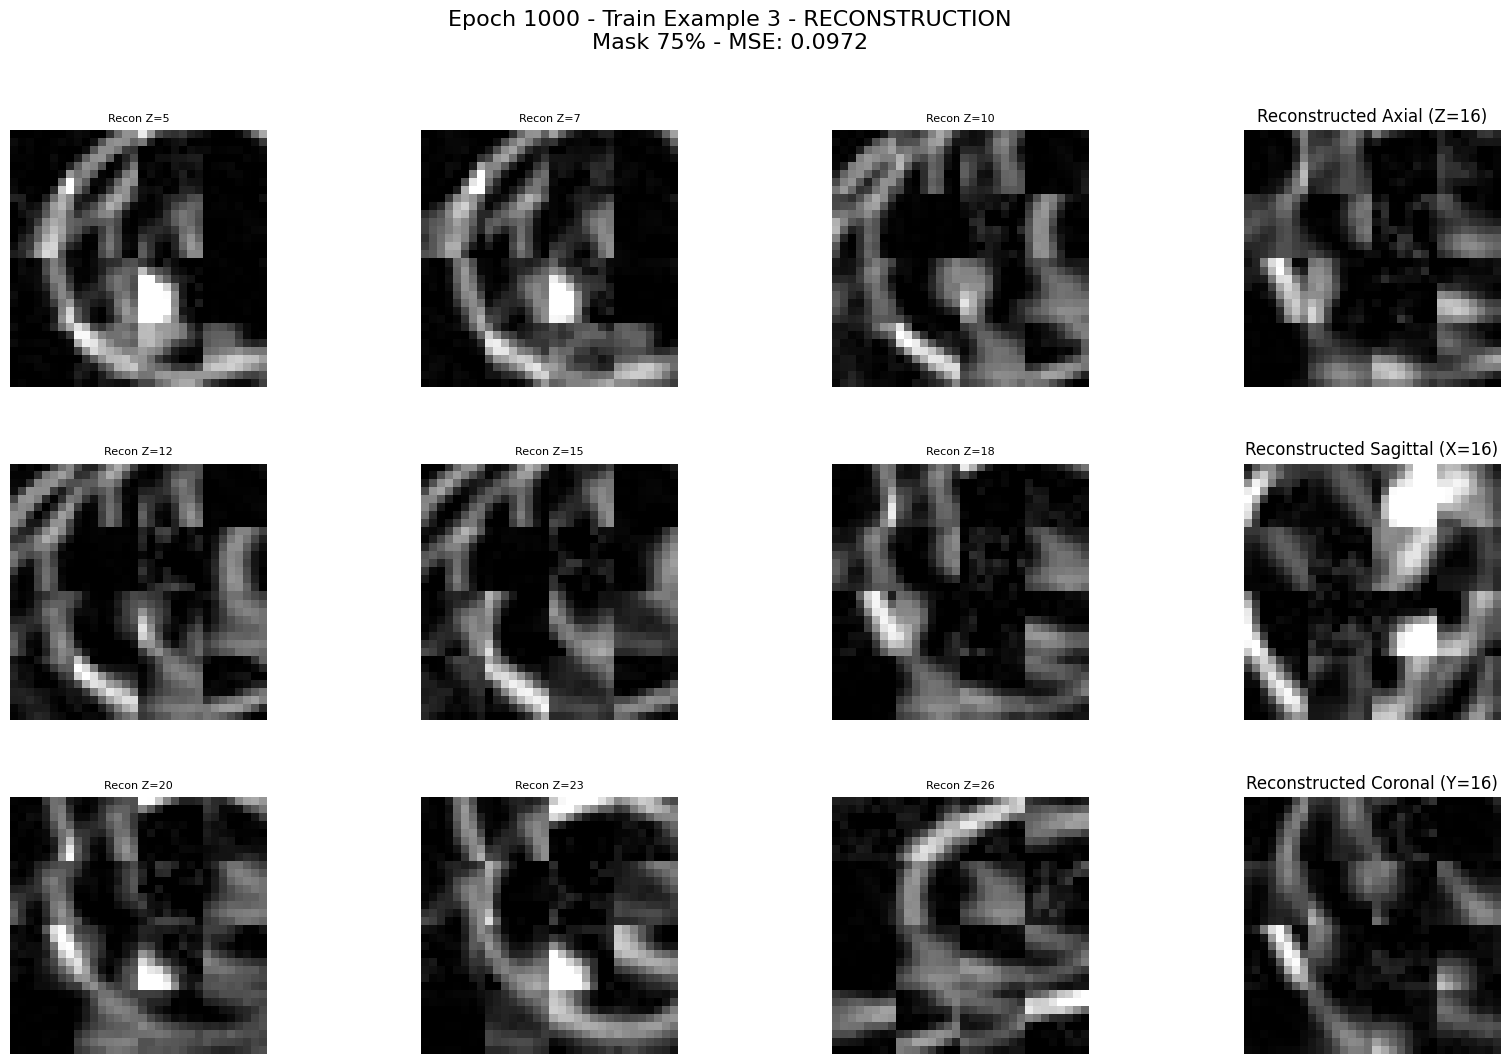 Epoch 1000 - Train Example 3 - RECONSTRUCTION
Mask 75% - MSE: 0.0972
Recon Z=5
Recon Z=7
Recon Z=10
Reconstructed Axial (Z=16)
Recon Z=12
Recon Z=15
Recon Z=18
Reconstructed Sagittal (X=16)
Recon Z=20
Recon Z=23
Recon Z=26
Reconstructed Coronal (Y=16)